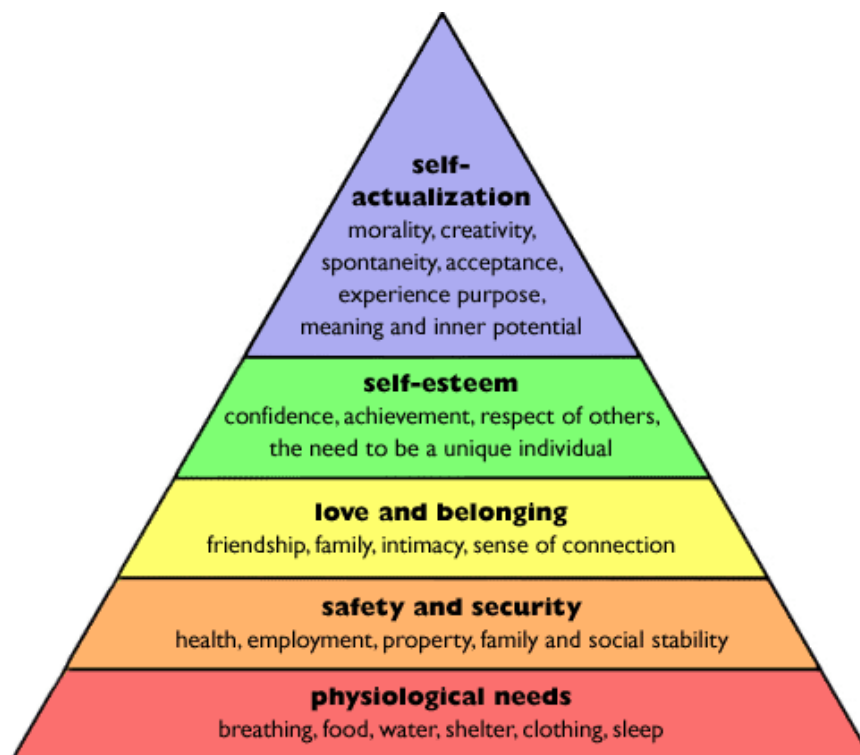 self-
actualization
morality, creativity,
spontaneity, acceptance,
experience purpose,
meaning and inner potential
self-esteem
confidence, achievement, respect of others,
the need to be a unique individual
love and belonging
friendship, family, intimacy, sense of connection
safety and security
health, employment, property, family and social stability
physiological needs
breathing, food, water, shelter, clothing, sleep